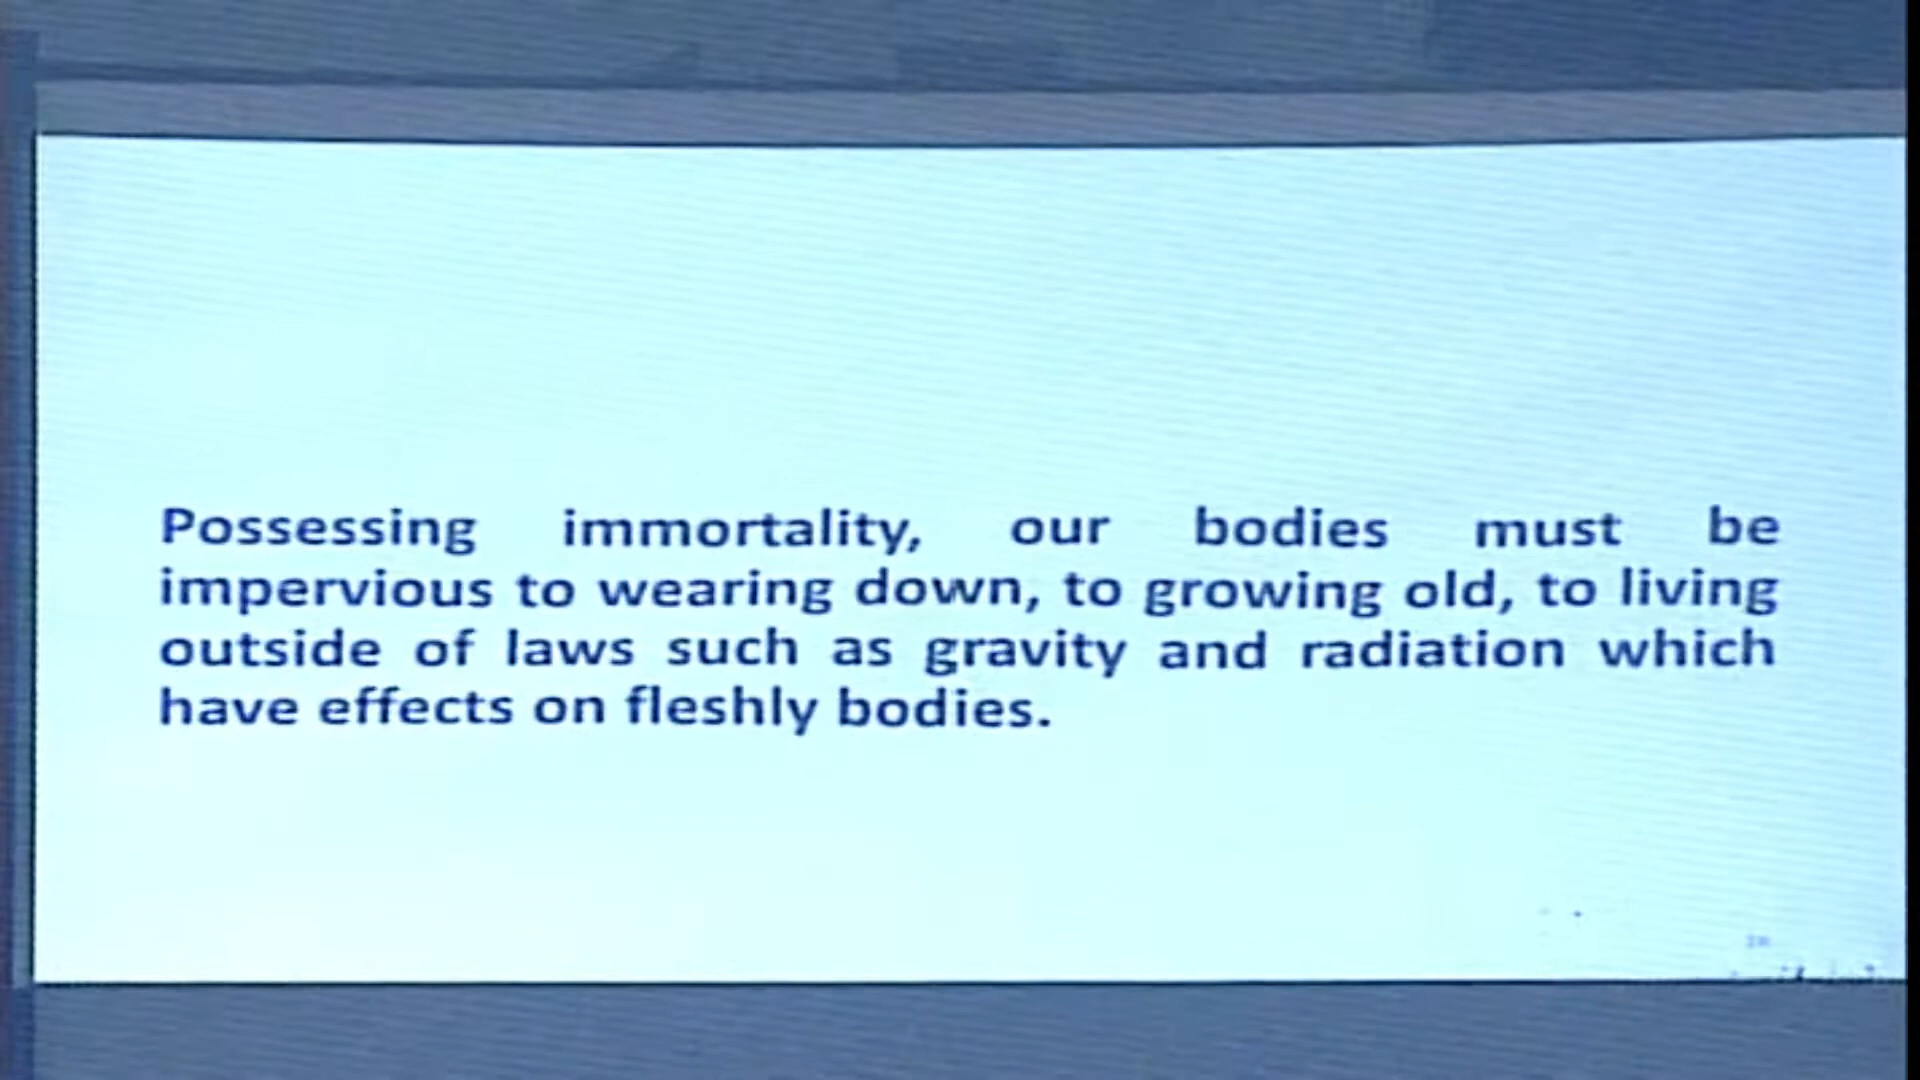 Possessing immortality, our bodies must be
impervious to wearing down, to growing old, to living
outside of laws such as gravity and radiation which
have effects on fleshly bodies.